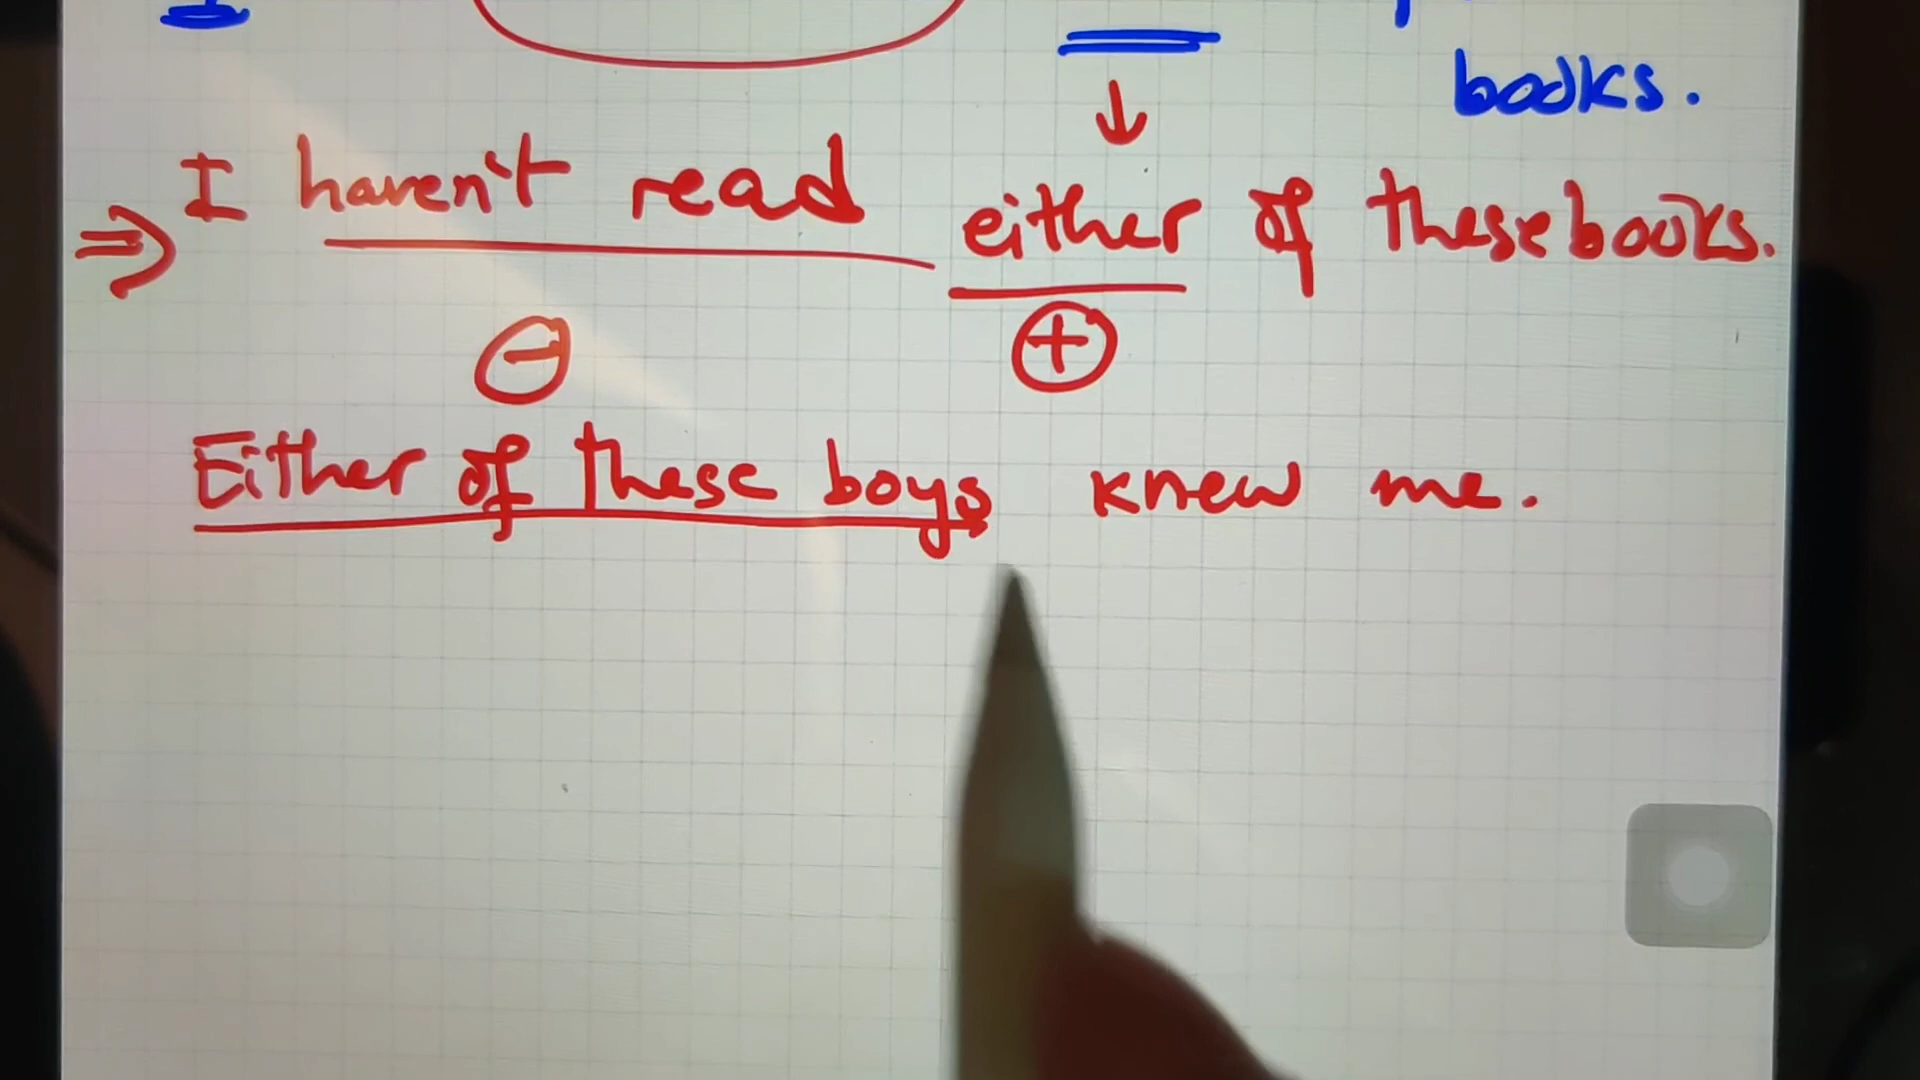 books.
I haven't read either of these books.
Either of these boys knew me.